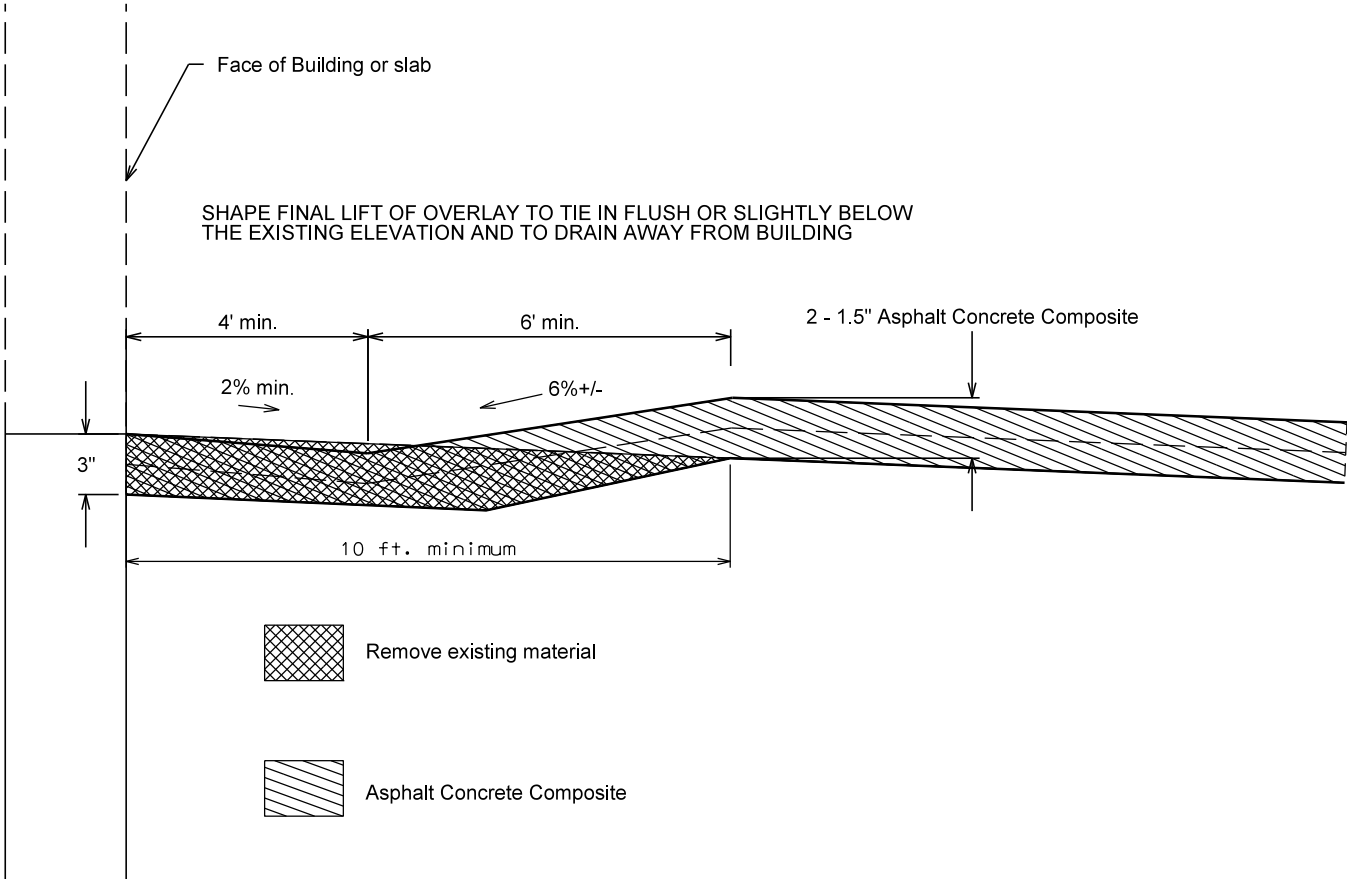 Face of Building or slab
SHAPE FINAL LIFT OF OVERLAY TO TIE IN FLUSH OR SLIGHTLY BELOW
THE EXISTING ELEVATION AND TO DRAIN AWAY FROM BUILDING
4' min.
6' min.
2 - 1.5" Asphalt Concrete Composite
2% min.
6%+/-
3"
10 ft. minimum
Remove existing material
Asphalt Concrete Composite